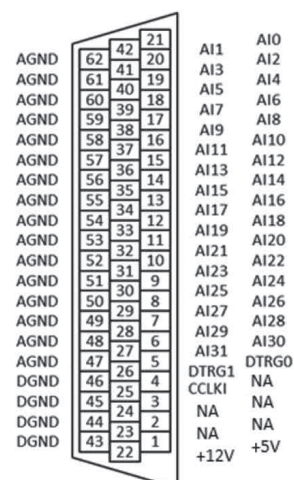 21 AI0
42 AI1
AGND 62 20 AI2
41 AI3
AGND 61 19 AI4
40 AI5
AGND 60 18 AI6
39 AI7
AGND 59 17 AI8
38 AI9
AGND 58 16 AI10
37 AI11
AGND 57 15 AI12
36 AI13
AGND 56 14 AI14
35 AI15
AGND 55 13 AI16
34 AI17
AGND 54 12 AI18
33 AI19
AGND 53 11 AI20
32 AI21
AGND 52 10 AI22
31 AI23
AGND 51 9 AI24
30 AI25
AGND 50 8 AI26
29 AI27
AGND 49 7 AI28
28 AI29
AGND 48 6 AI30
27 AI31
AGND 47 5 DTRG0
26 DTRG1
DGND 46 4 NA
25 CCLKI
DGND 45 3 NA
24 NA
DGND 44 2 NA
23 NA
DGND 43 1 +5V
22 +12V